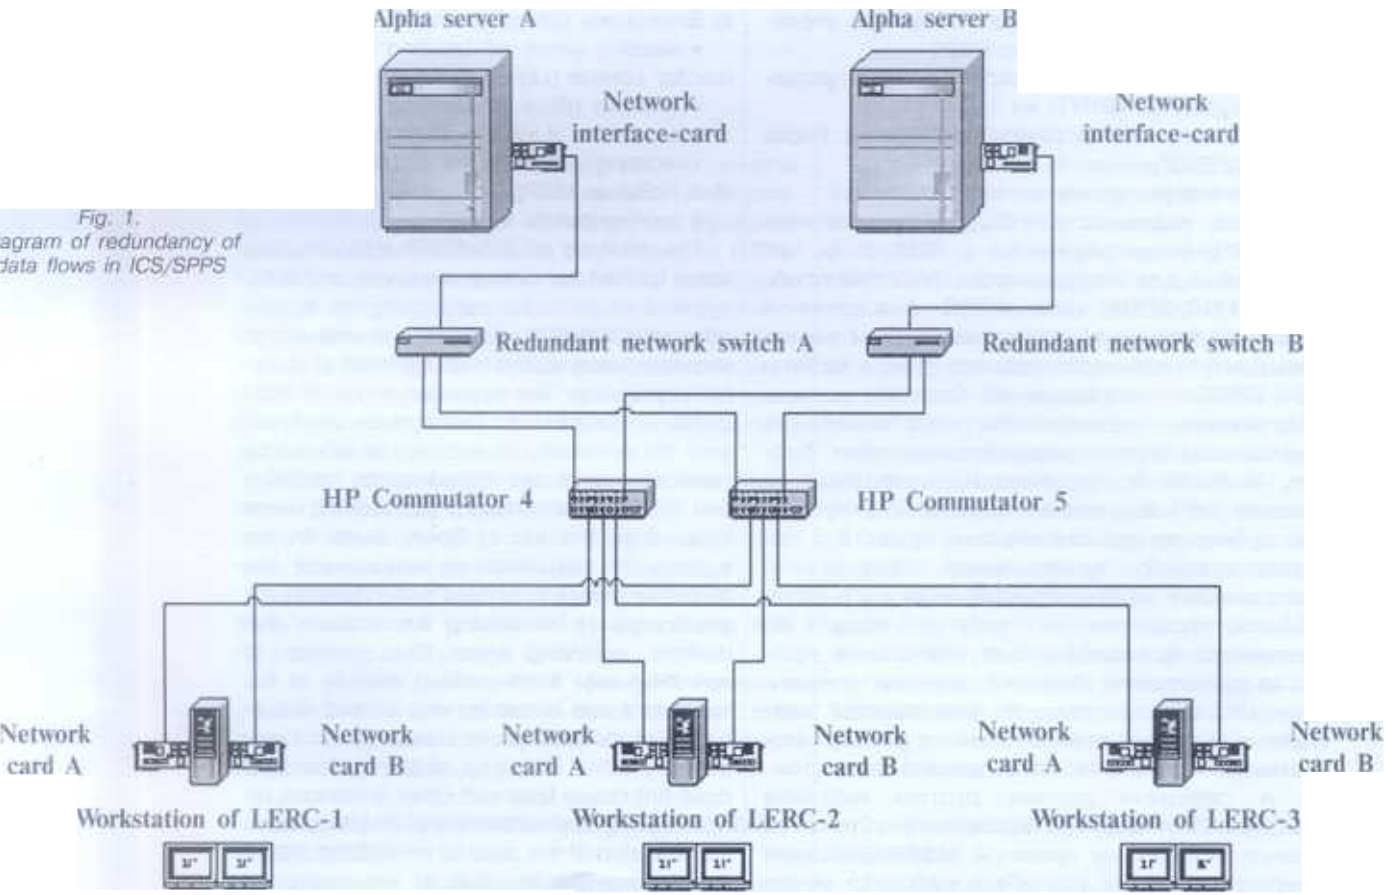 Alpha server A
Alpha server B
Network
interface-card
Network
interface-card
Fig. 1.
agram of redundancy of
data flows in ICS/SPPS
Redundant network switch A
Redundant network switch B
HP Commutator 4
HP Commutator 5
Network
card A
Network
card B
Network
card A
Network
card B
Network
card A
Network
card B
Workstation of LERC-1
Workstation of LERC-2
Workstation of LERC-3